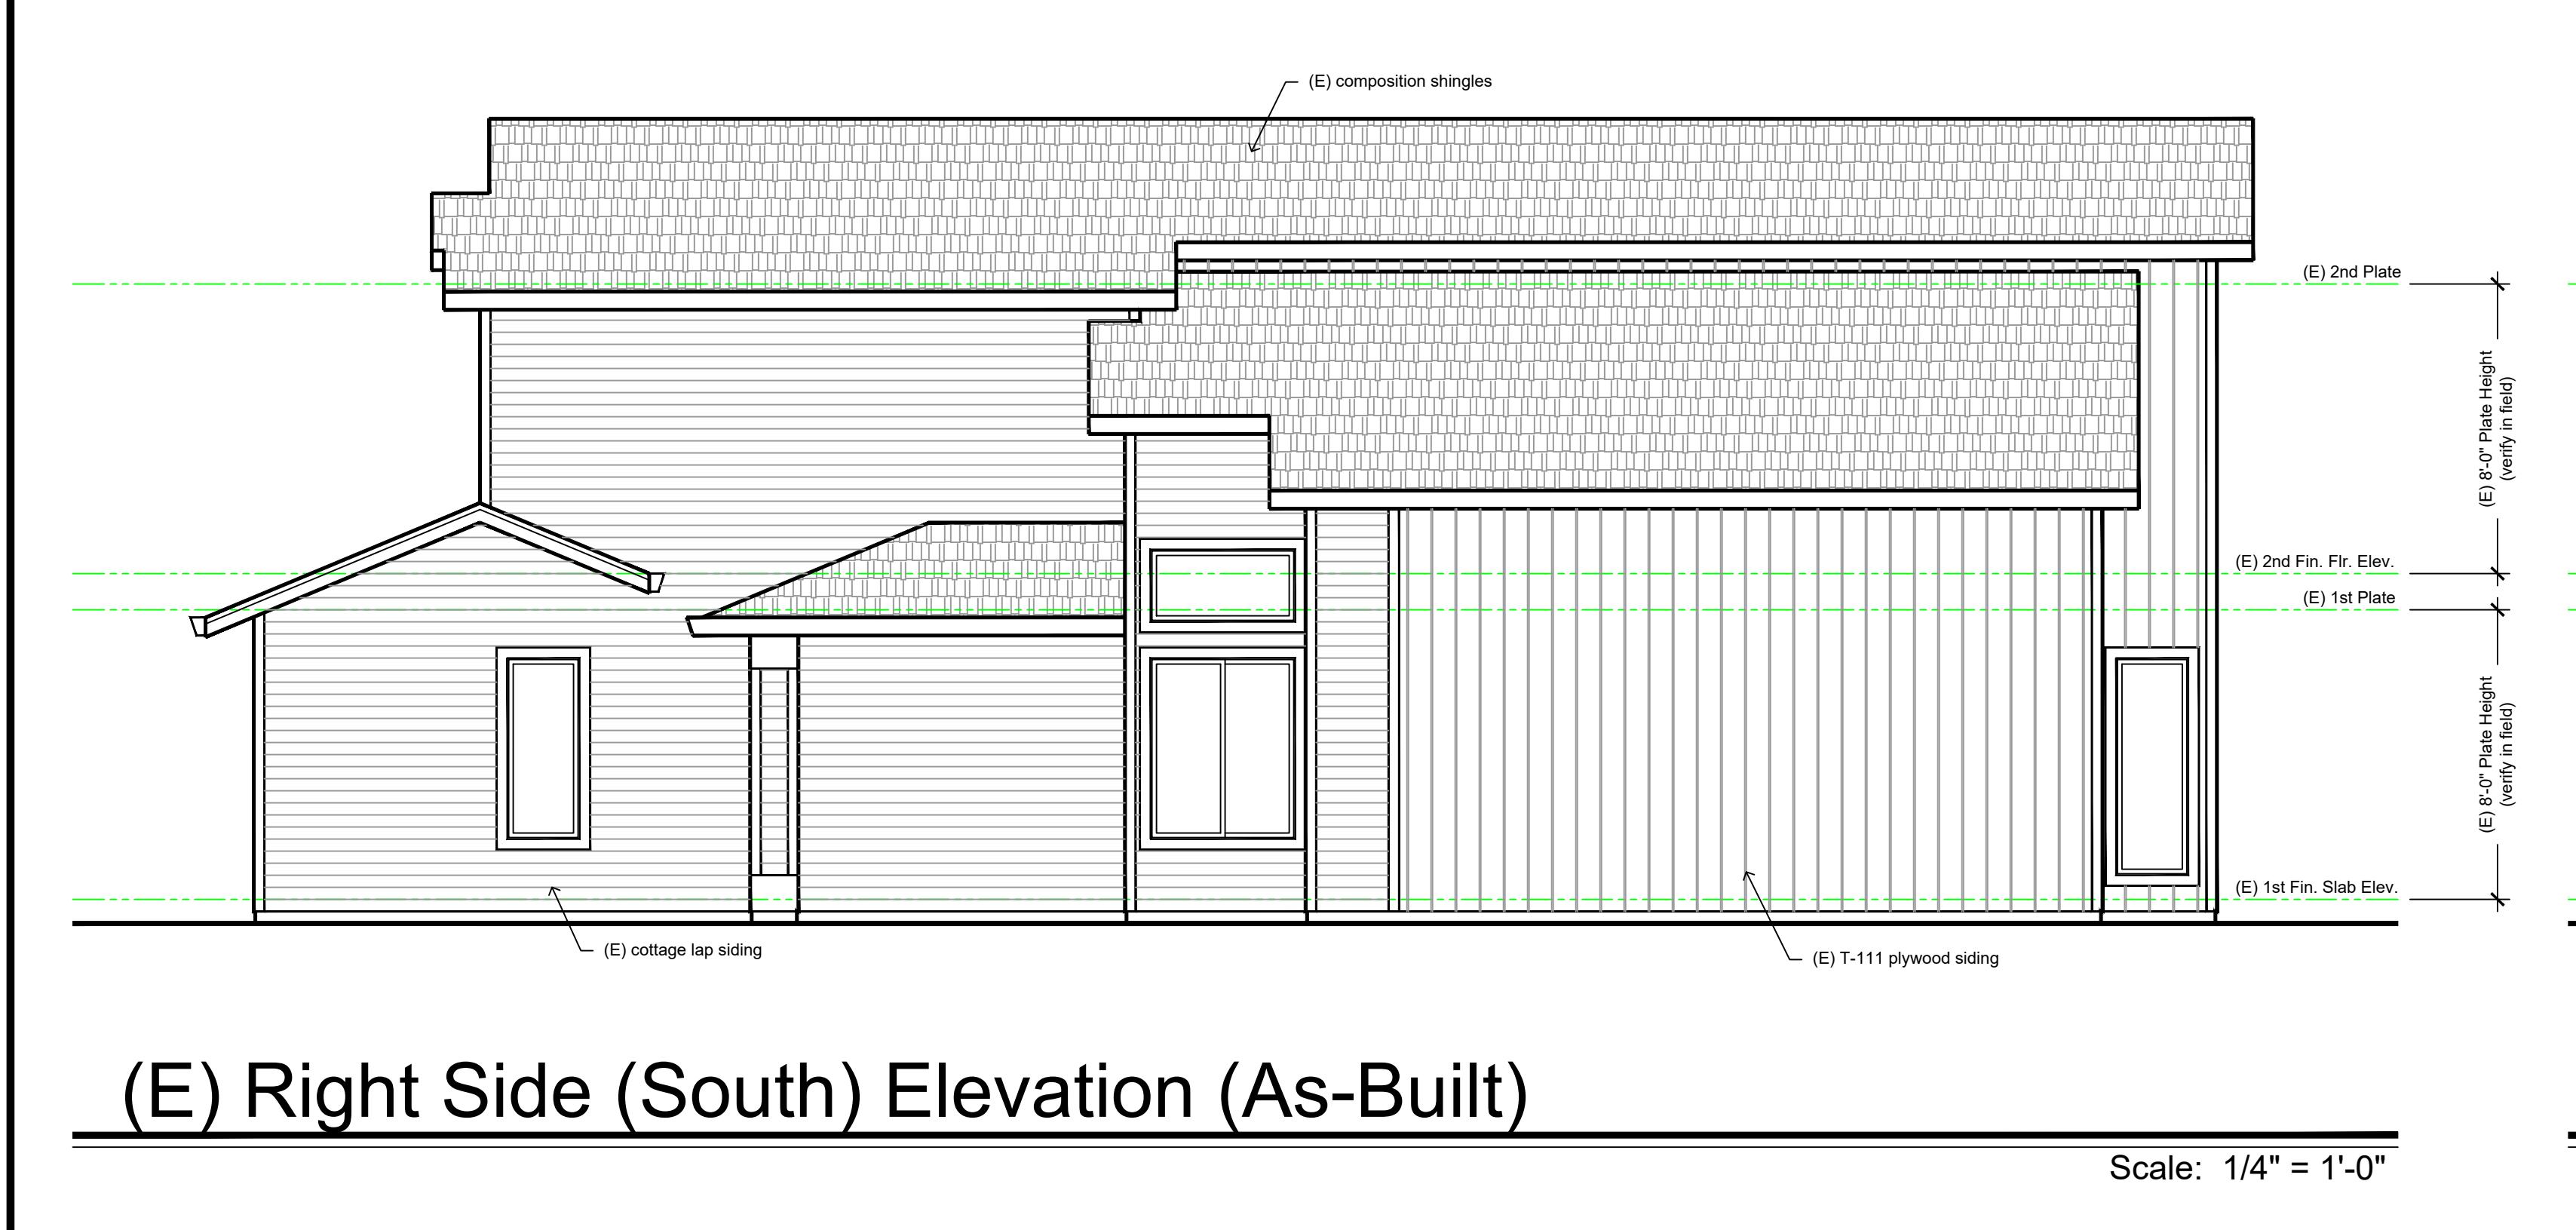 (E) composition shingles
(E) 2nd Plate
(E) 8'-0" Plate Height
(verify in field)
(E) 2nd Fin. Flr. Elev.
(E) 1st Plate
(E) 8'-0" Plate Height
(verify in field)
(E) 1st Fin. Slab Elev.
(E) cottage lap siding
(E) T-111 plywood siding
(E) Right Side (South) Elevation (As-Built)
Scale: 1/4" = 1'-0"